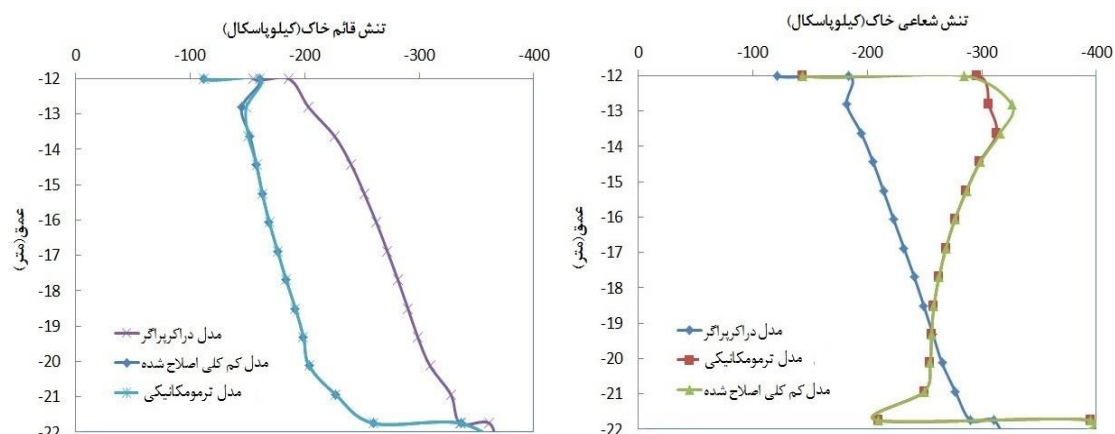 تنش قائم خاک(کیلوپاسکال)
0 -100 -200 -300 -400
-12
-13
-14
-15
-16
-17
-18
-19
-20
-21
-22
عمق(متر)
مدل دراکرپراگر
مدل کم کلی اصلاح شده
مدل ترمومکانیکی
تنش شعاعی خاک(کیلوپاسکال)
0 -100 -200 -300 -400
-12
-13
-14
-15
-16
-17
-18
-19
-20
-21
-22
عمق(متر)
مدل دراکرپراگر
مدل ترمومکانیکی
مدل کم کلی اصلاح شده